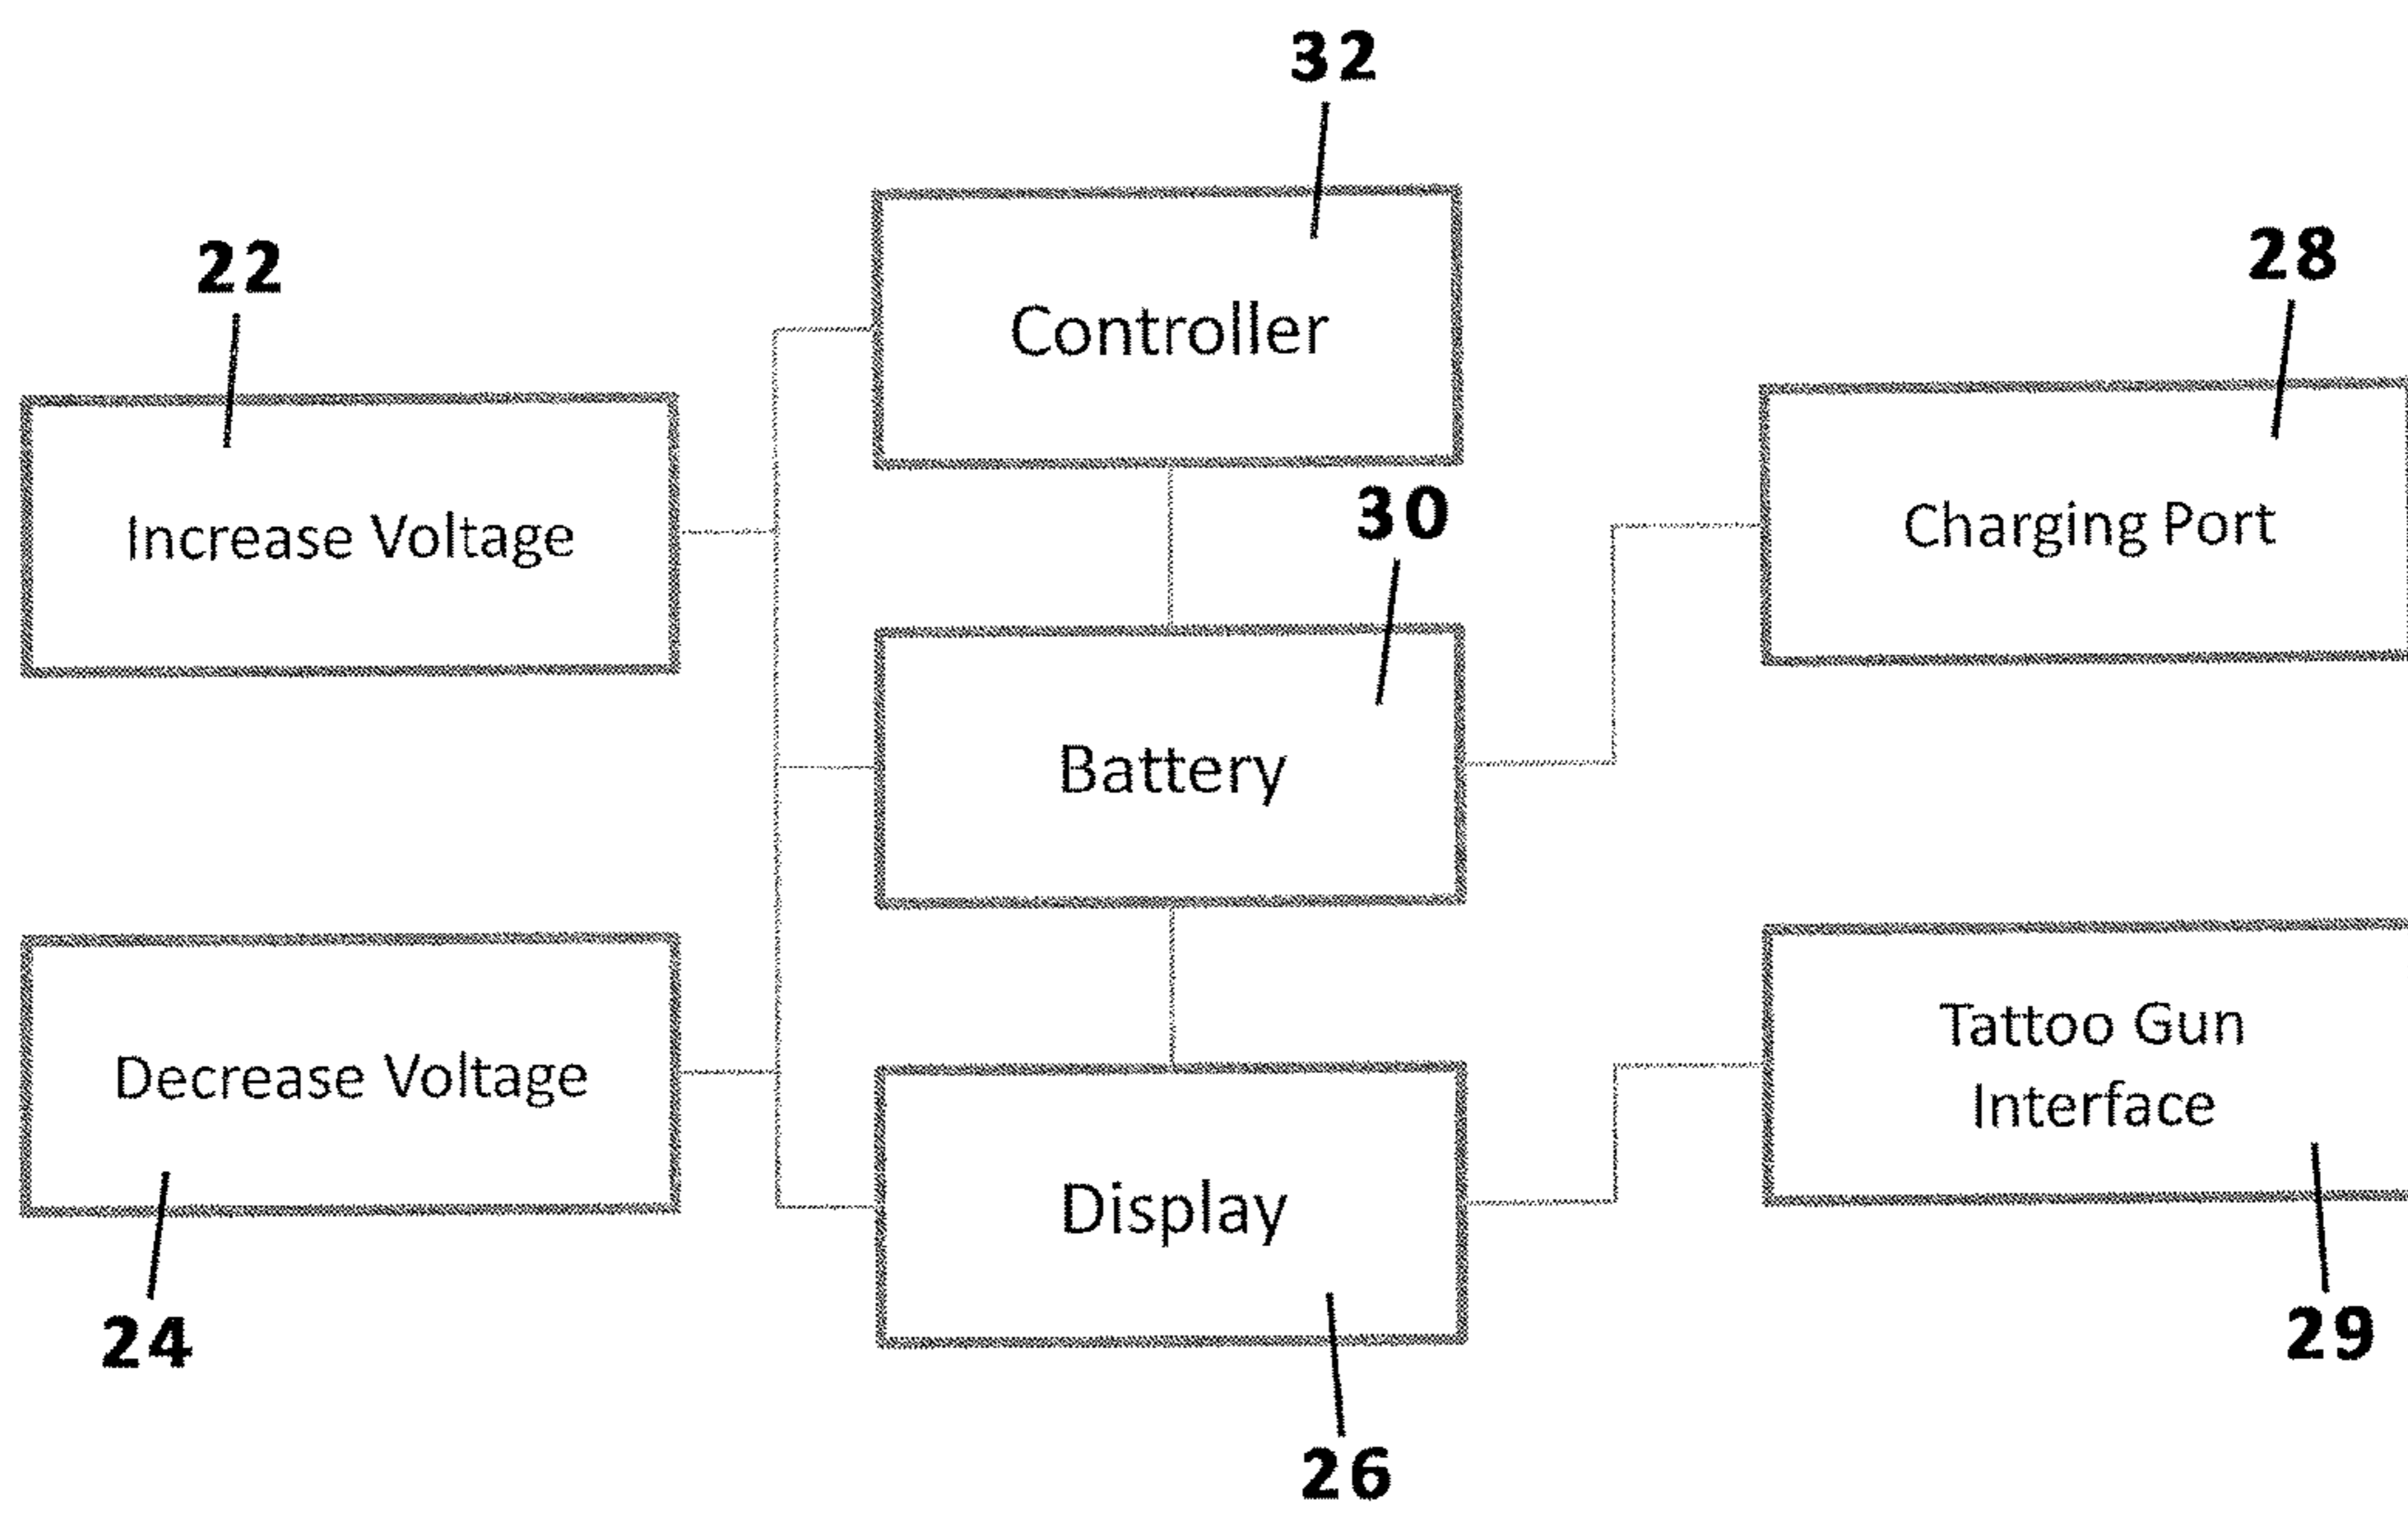 32
22
28
Controller
30
Increase Voltage
Charging Port
Battery
Tattoo Gun
Interface
Decrease Voltage
Display
24
29
26